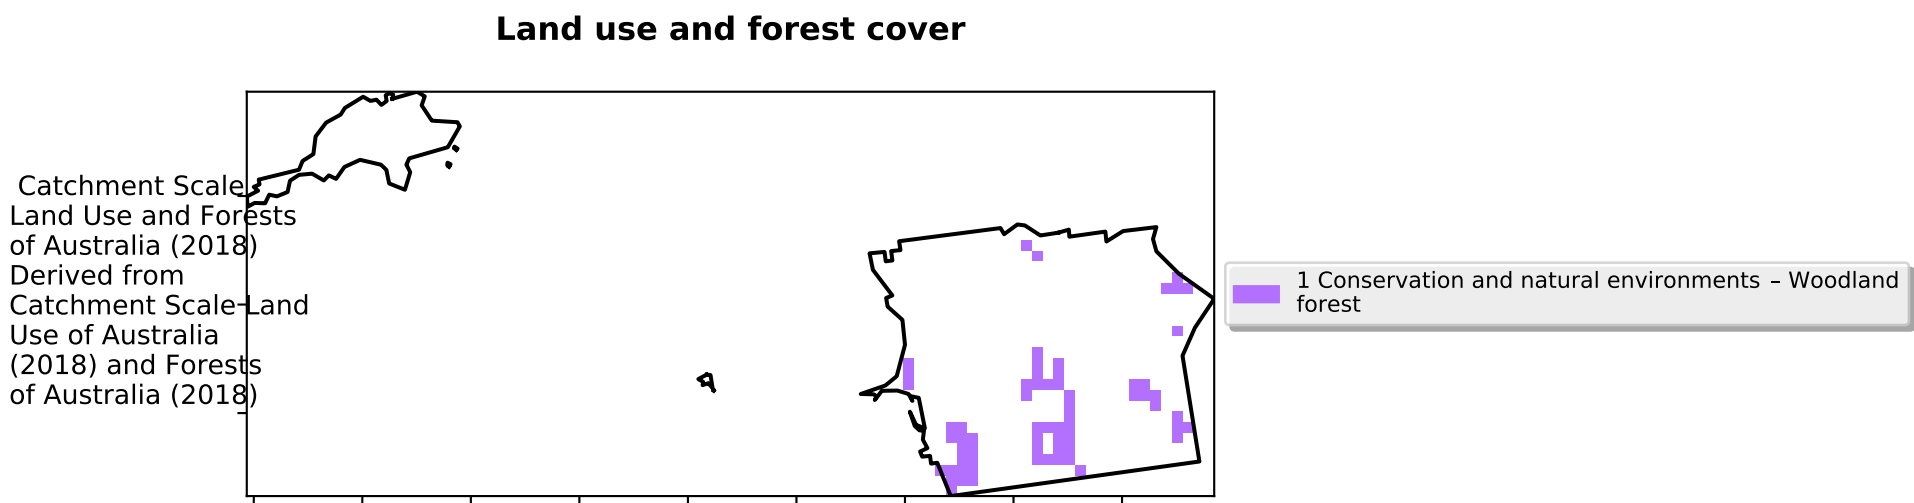 Land use and forest cover
Catchment Scale
Land Use and Forests
of Australia (2018)
Derived from
Catchment Scale Land
Use of Australia
(2018) and Forests
of Australia (2018)
1 Conservation and natural environments – Woodland
forest